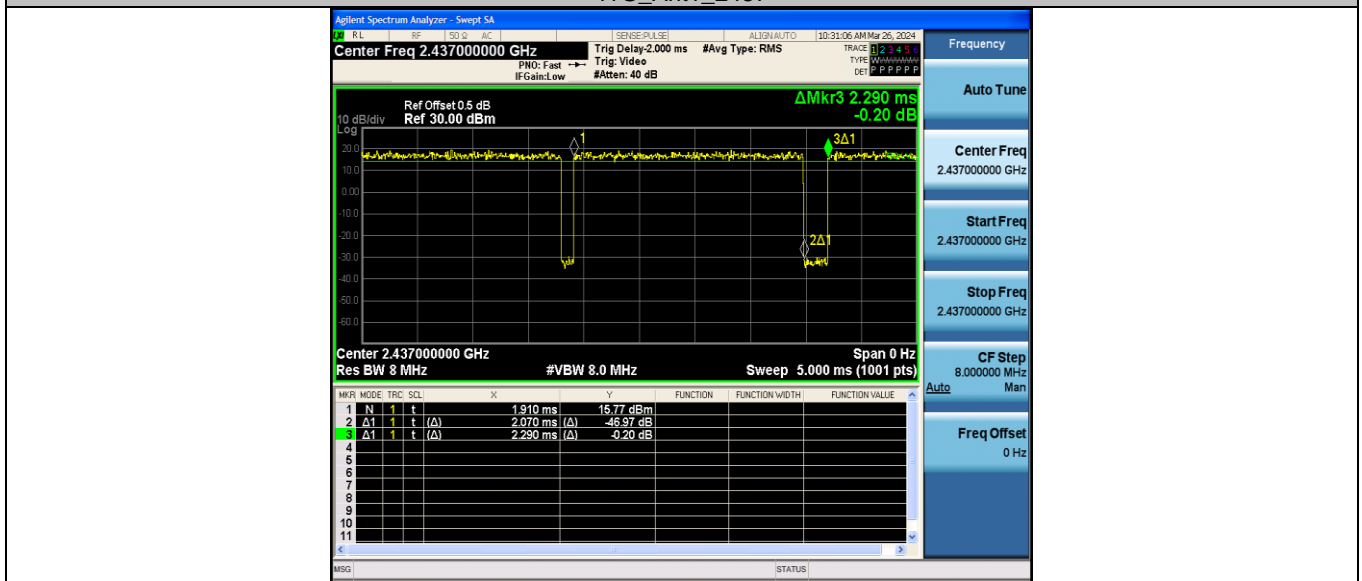 Agilent Spectrum Analyzer - Swept SA
RL RF 50 Ω AC SENSE:PULSE ALIGNAUTO 10:31:06 AM Mar 26, 2024
Center Freq 2.437000000 GHz Trig Delay-2.000 ms #Avg Type: RMS TRACE 1 2 3 4 5 6
PNO: Fast Trig: Video TYPE WWWWWW
IFGain:Low #Atten: 40 dB DET P P P P P P
Frequency
Auto Tune
ΔMkr3 2.290 ms
-0.20 dB
Ref Offset 0.5 dB
10 dB/div Ref 30.00 dBm
Log
20.0
10.0
0.00
-10.0
-20.0
-30.0
-40.0
-50.0
-60.0
1
3Δ1
2Δ1
Center Freq
2.437000000 GHz
Start Freq
2.437000000 GHz
Stop Freq
2.437000000 GHz
Center 2.437000000 GHz Span 0 Hz
Res BW 8 MHz #VBW 8.0 MHz Sweep 5.000 ms (1001 pts)
CF Step
8.000000 MHz
Auto Man
Freq Offset
0 Hz
MKR MODE TRC SCL X Y FUNCTION FUNCTION WIDTH FUNCTION VALUE
1 N 1 t 1.910 ms 15.77 dBm
2 Δ1 1 t (Δ) 2.070 ms (Δ) -46.97 dB
3 Δ1 1 t (Δ) 2.290 ms (Δ) -0.20 dB
4
5
6
7
8
9
10
11
MSG STATUS